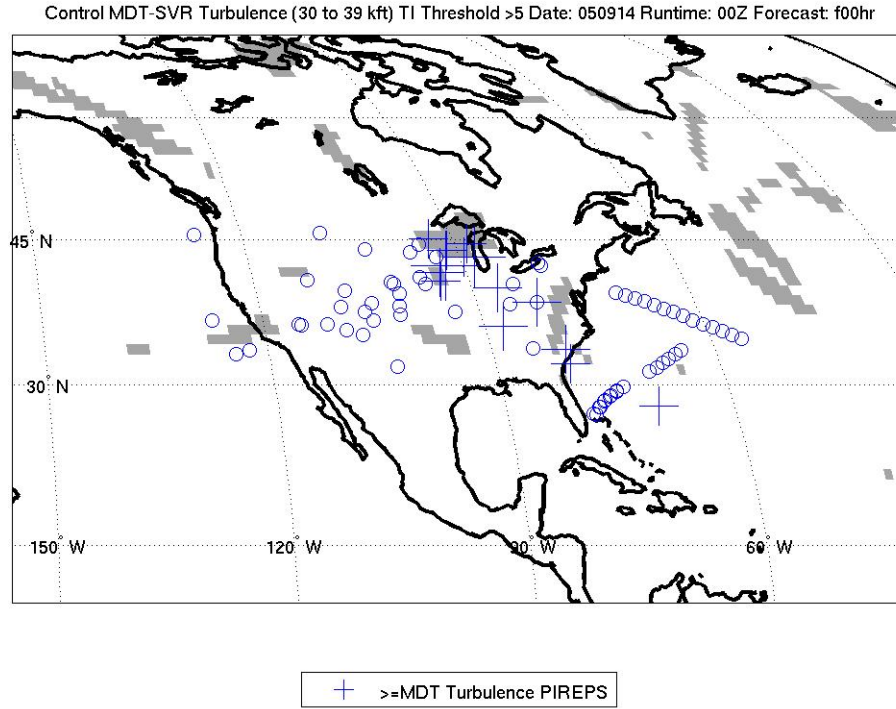 Control MDT-SVR Turbulence (30 to 39 kft) TI Threshold >5 Date: 050914 Runtime: 00Z Forecast: f00hr
45° N
30° N
150° W 120° W 90° W 60° W
>=MDT Turbulence PIREPS